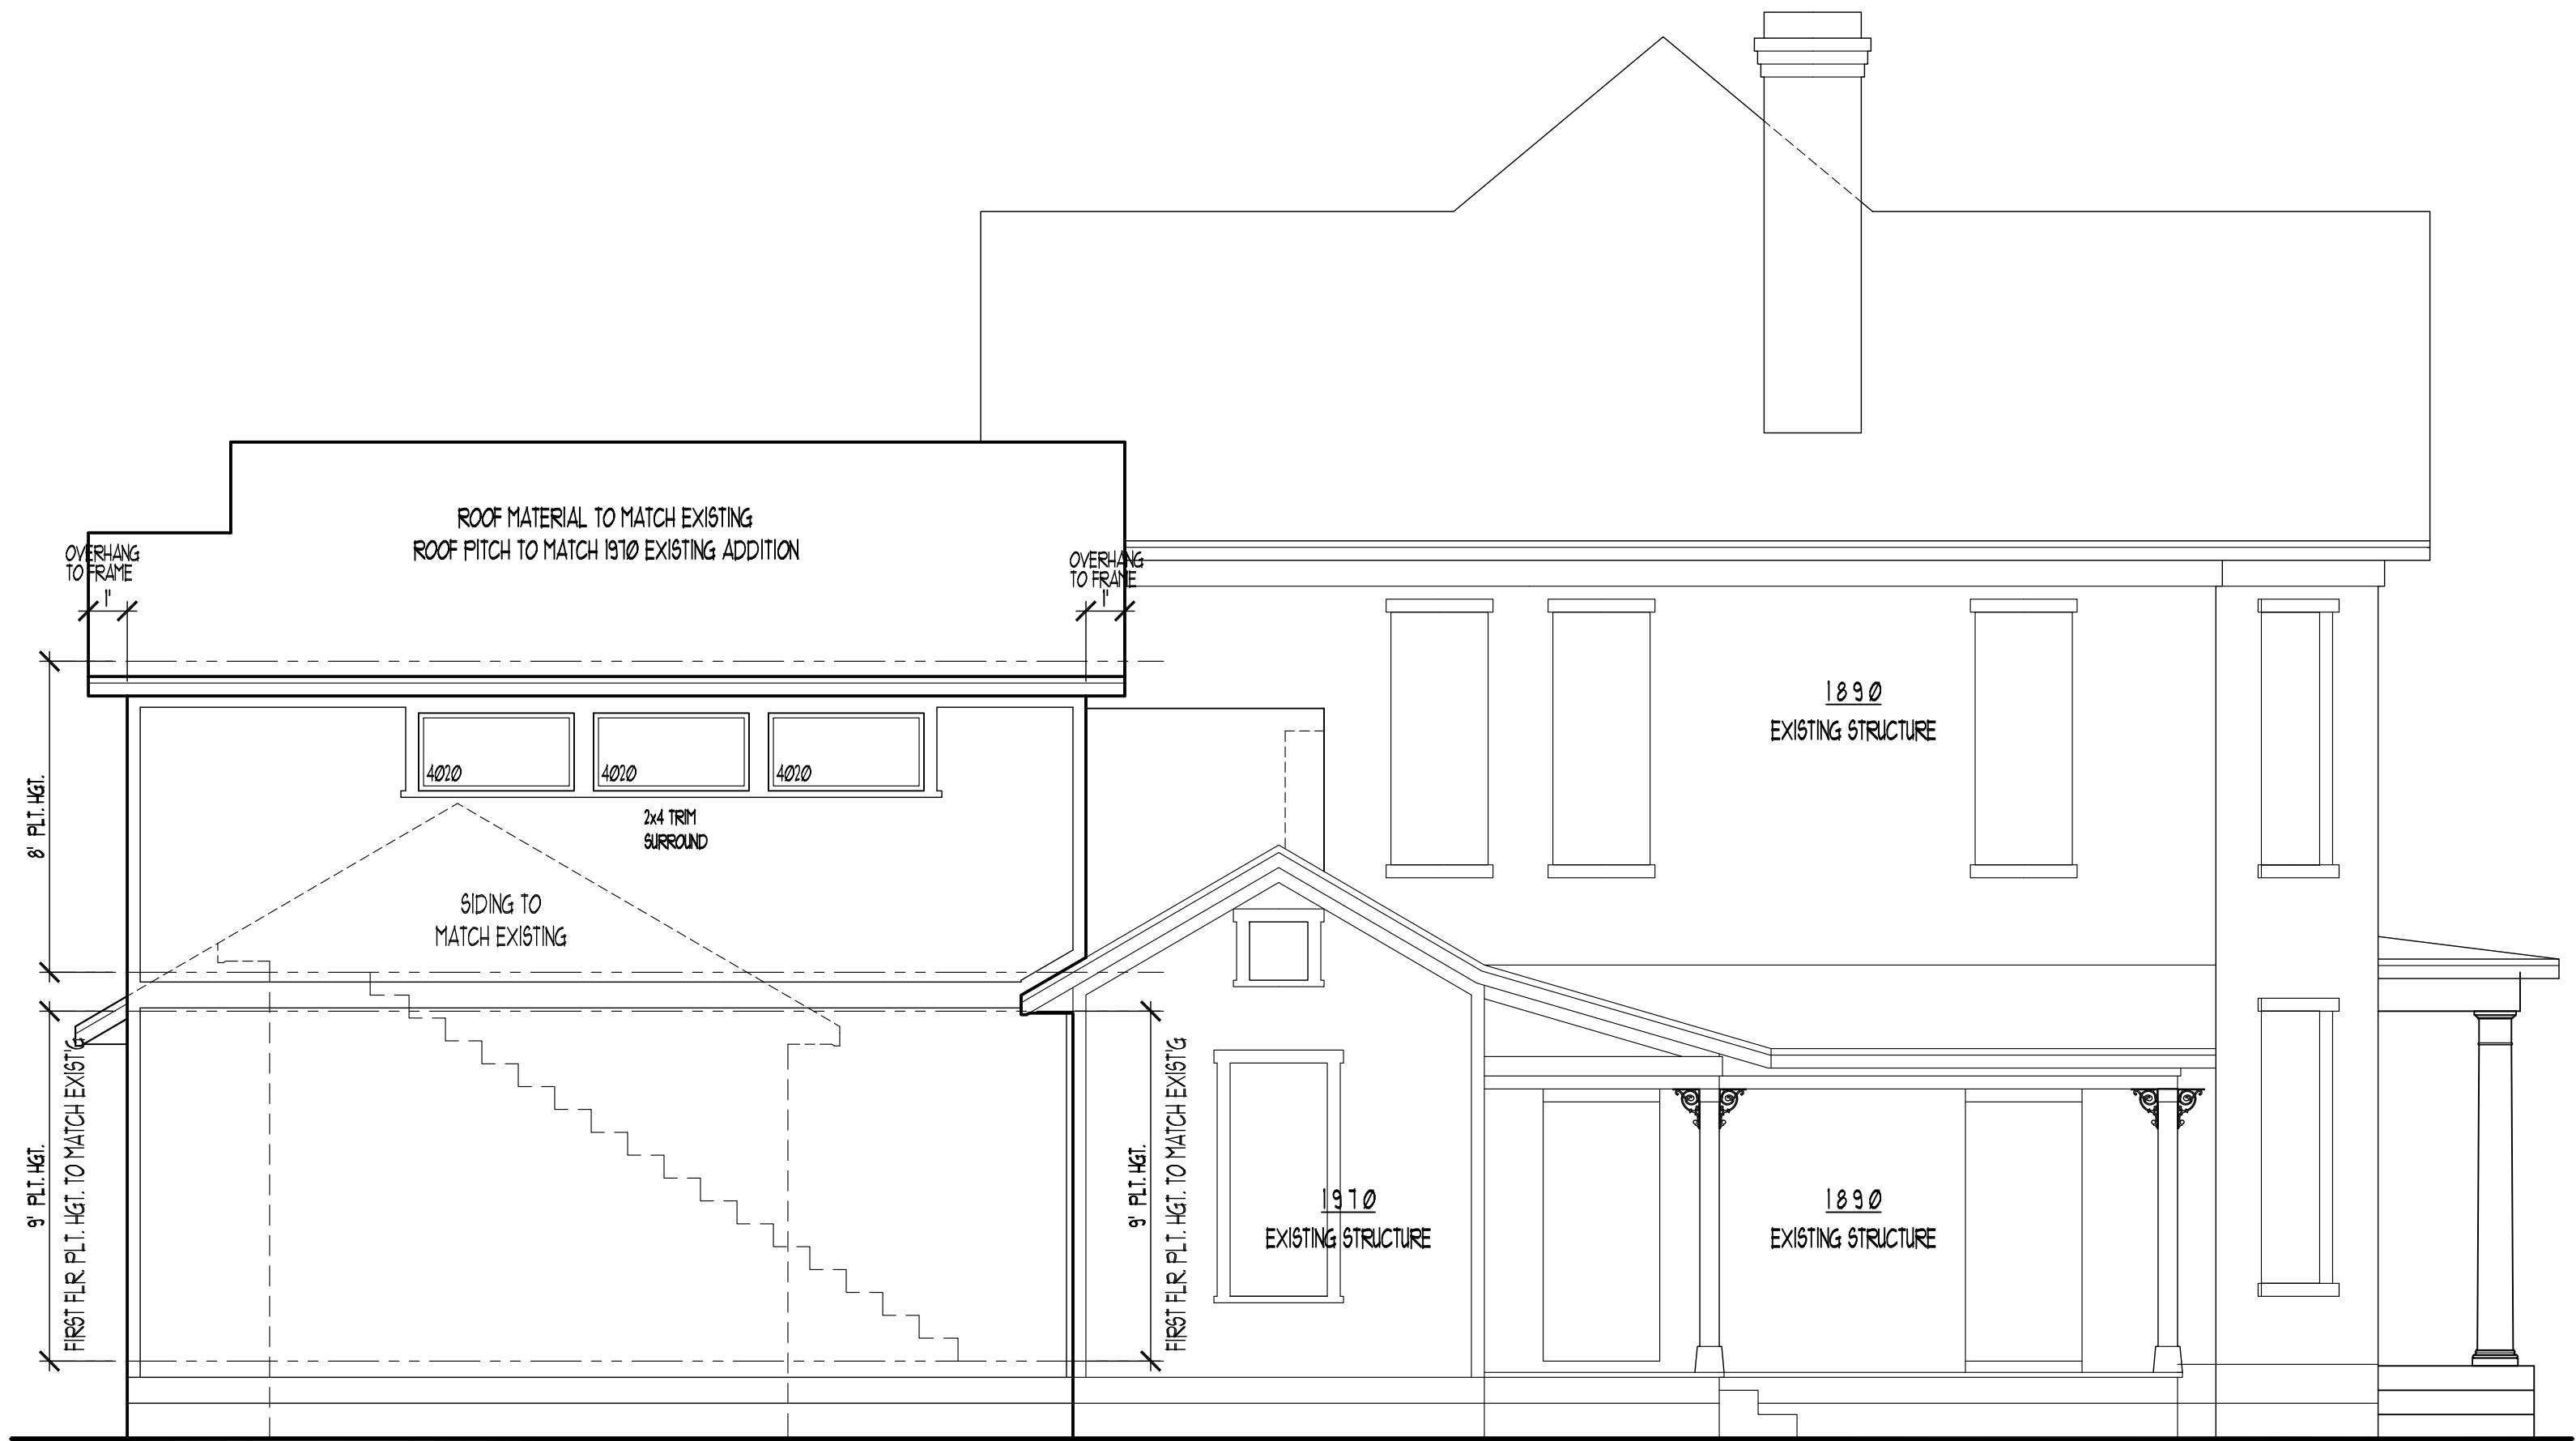 ROOF MATERIAL TO MATCH EXISTING
ROOF PITCH TO MATCH 1970 EXISTING ADDITION
OVERHANG
TO FRAME
1"
OVERHANG
TO FRAME
1"
8' PLT. HGT.
4020
4020
4020
2x4 TRIM
SURROUND
SIDING TO
MATCH EXISTING
1890
EXISTING STRUCTURE
9' PLT. HGT.
FIRST FLR. PLT. HGT. TO MATCH EXIST'G
9' PLT. HGT.
FIRST FLR. PLT. HGT. TO MATCH EXIST'G
1970
EXISTING STRUCTURE
1890
EXISTING STRUCTURE